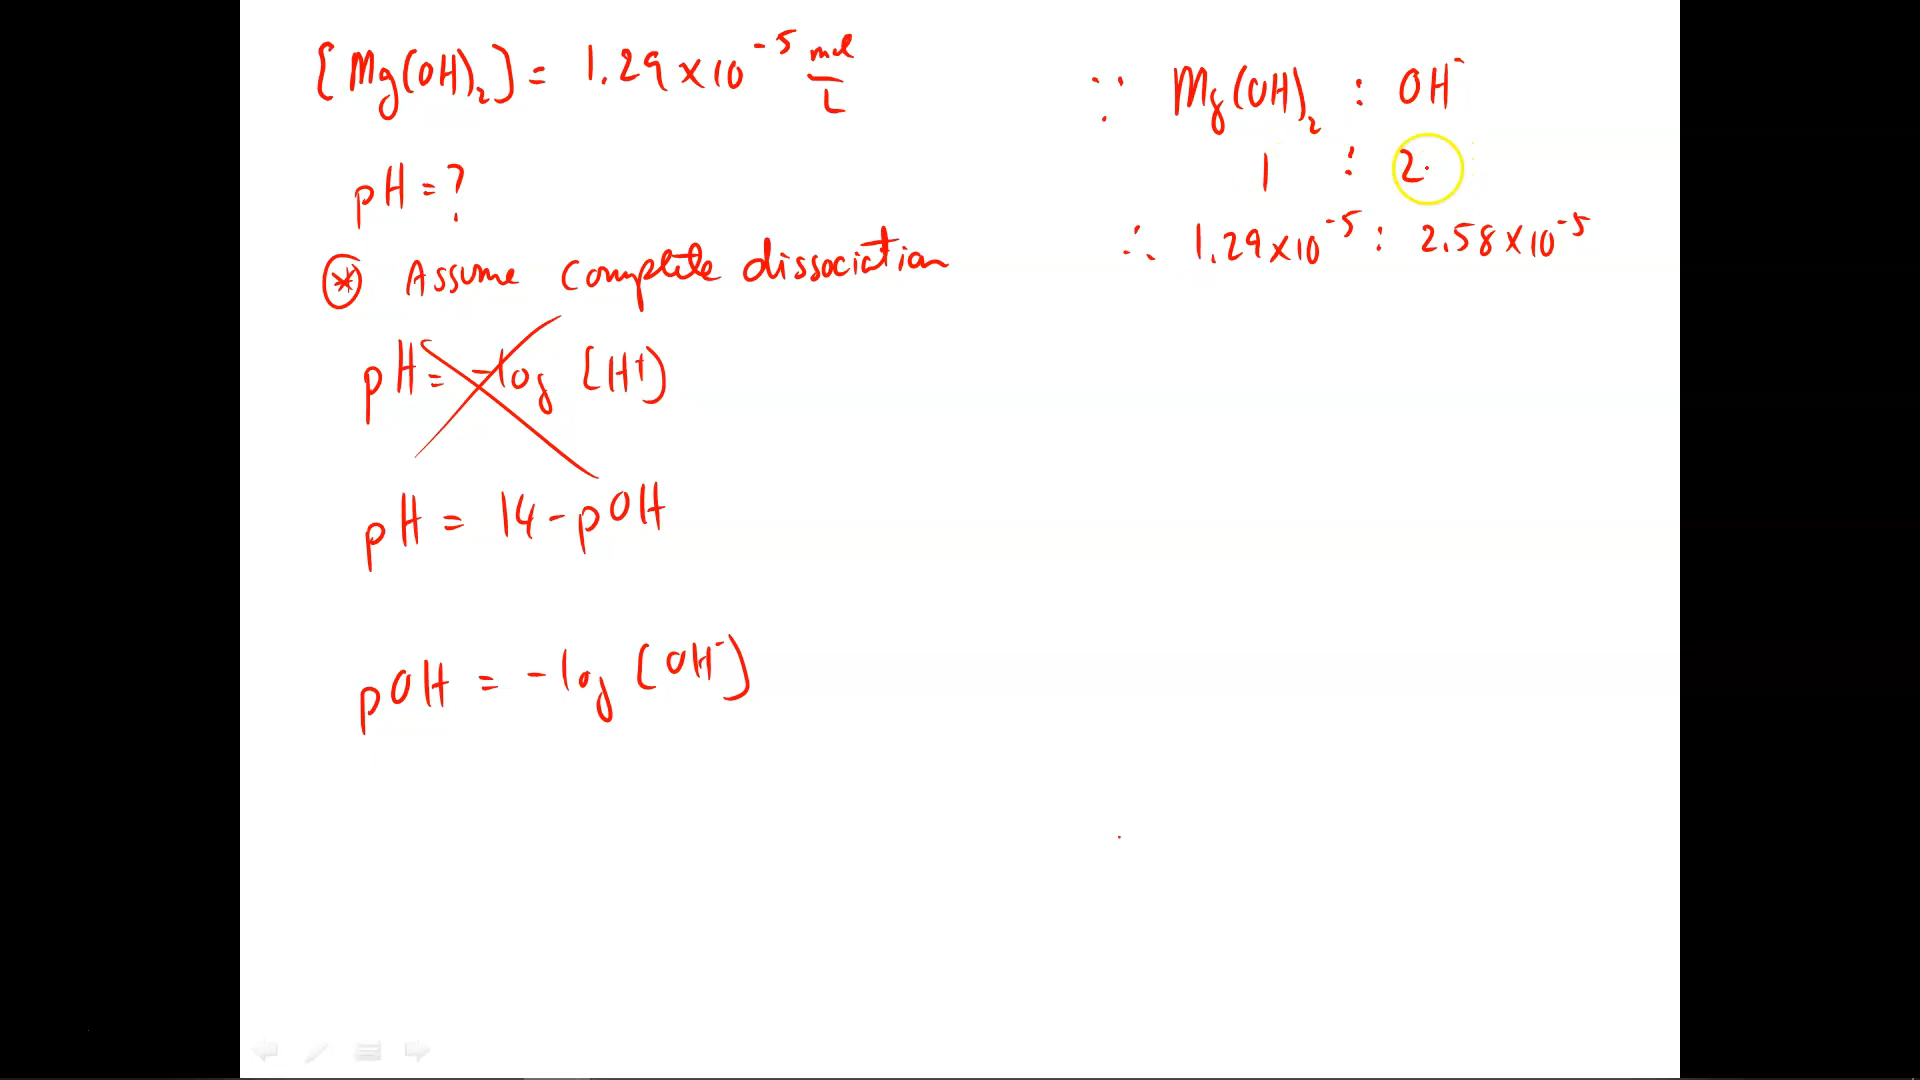 [Mg(OH)₂] = 1.29 × 10⁻⁵ mol/L
pH = ?
⊛ Assume complete dissociation
pH = -log [H+]
pH = 14 - pOH
pOH = -log [OH⁻]
∵ Mg(OH)₂ : OH⁻
1 : 2
∴ 1.29 × 10⁻⁵ : 2.58 × 10⁻⁵